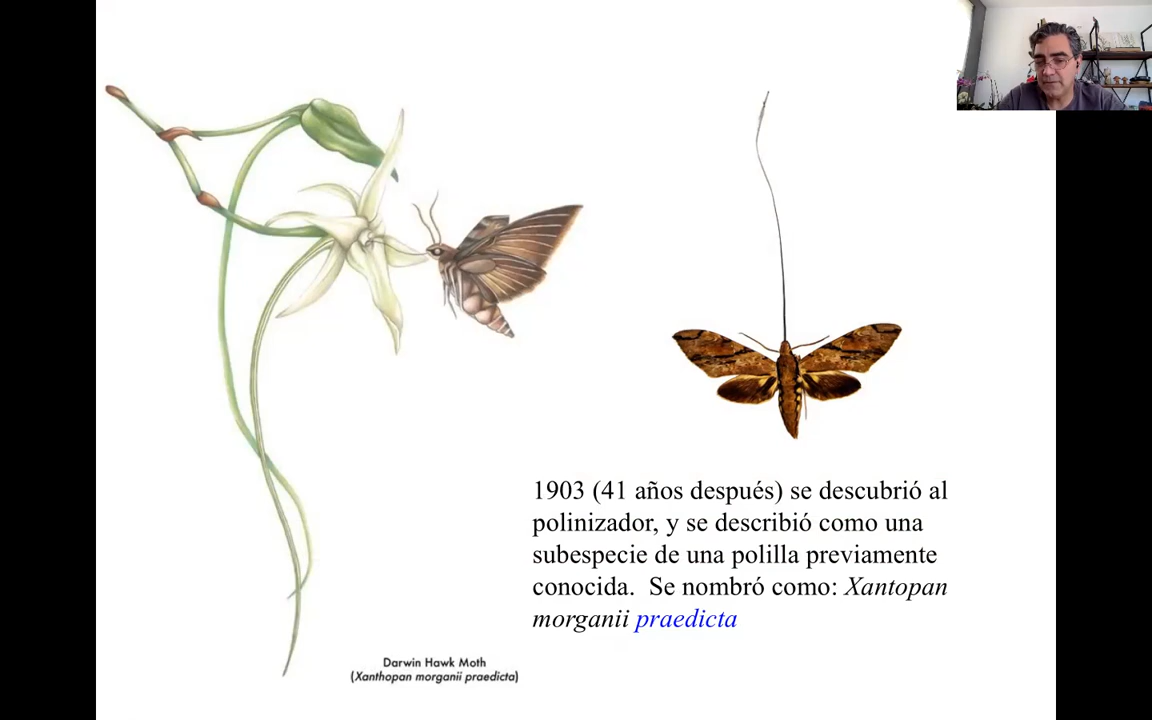 1903 (41 años después) se descubrió al
polinizador, y se describió como una
subespecie de una polilla previamente
conocida.  Se nombró como: Xantopan
morganii praedicta
Darwin Hawk Moth
(Xanthopan morganii praedicta)